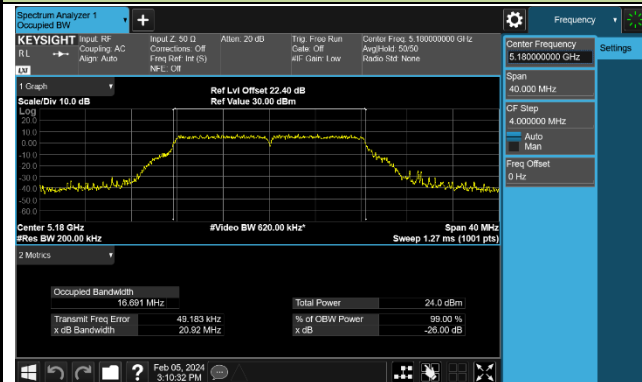 Spectrum Analyzer 1
Occupied BW
Frequency
KEYSIGHT
Input: RF
Coupling: AC
Align: Auto
Input Z: 50 Ω
Corrections: Off
Freq Ref: Int (S)
NFE: Off
Atten: 20 dB
Trig: Free Run
Gate: Off
#IF Gain: Low
Center Freq: 5.180000000 GHz
Avg|Hold: 50/50
Radio Std: None
RL
LXI
Center Frequency
5.180000000 GHz
Settings
Span
40.000 MHz
CF Step
4.000000 MHz
Auto
Man
Freq Offset
0 Hz
1 Graph
Scale/Div 10.0 dB
Ref Lvl Offset 22.40 dB
Ref Value 30.00 dBm
Log
20.0
10.0
0.00
-10.0
-20.0
-30.0
-40.0
-50.0
-60.0
Center 5.18 GHz
#Res BW 200.00 kHz
#Video BW 620.00 kHz*
Span 40 MHz
Sweep 1.27 ms (1001 pts)
2 Metrics
Occupied Bandwidth
16.691 MHz
Total Power 24.0 dBm
Transmit Freq Error 49.183 kHz
% of OBW Power 99.00 %
x dB Bandwidth 20.92 MHz
x dB -26.00 dB
Feb 05, 2024
3:10:32 PM